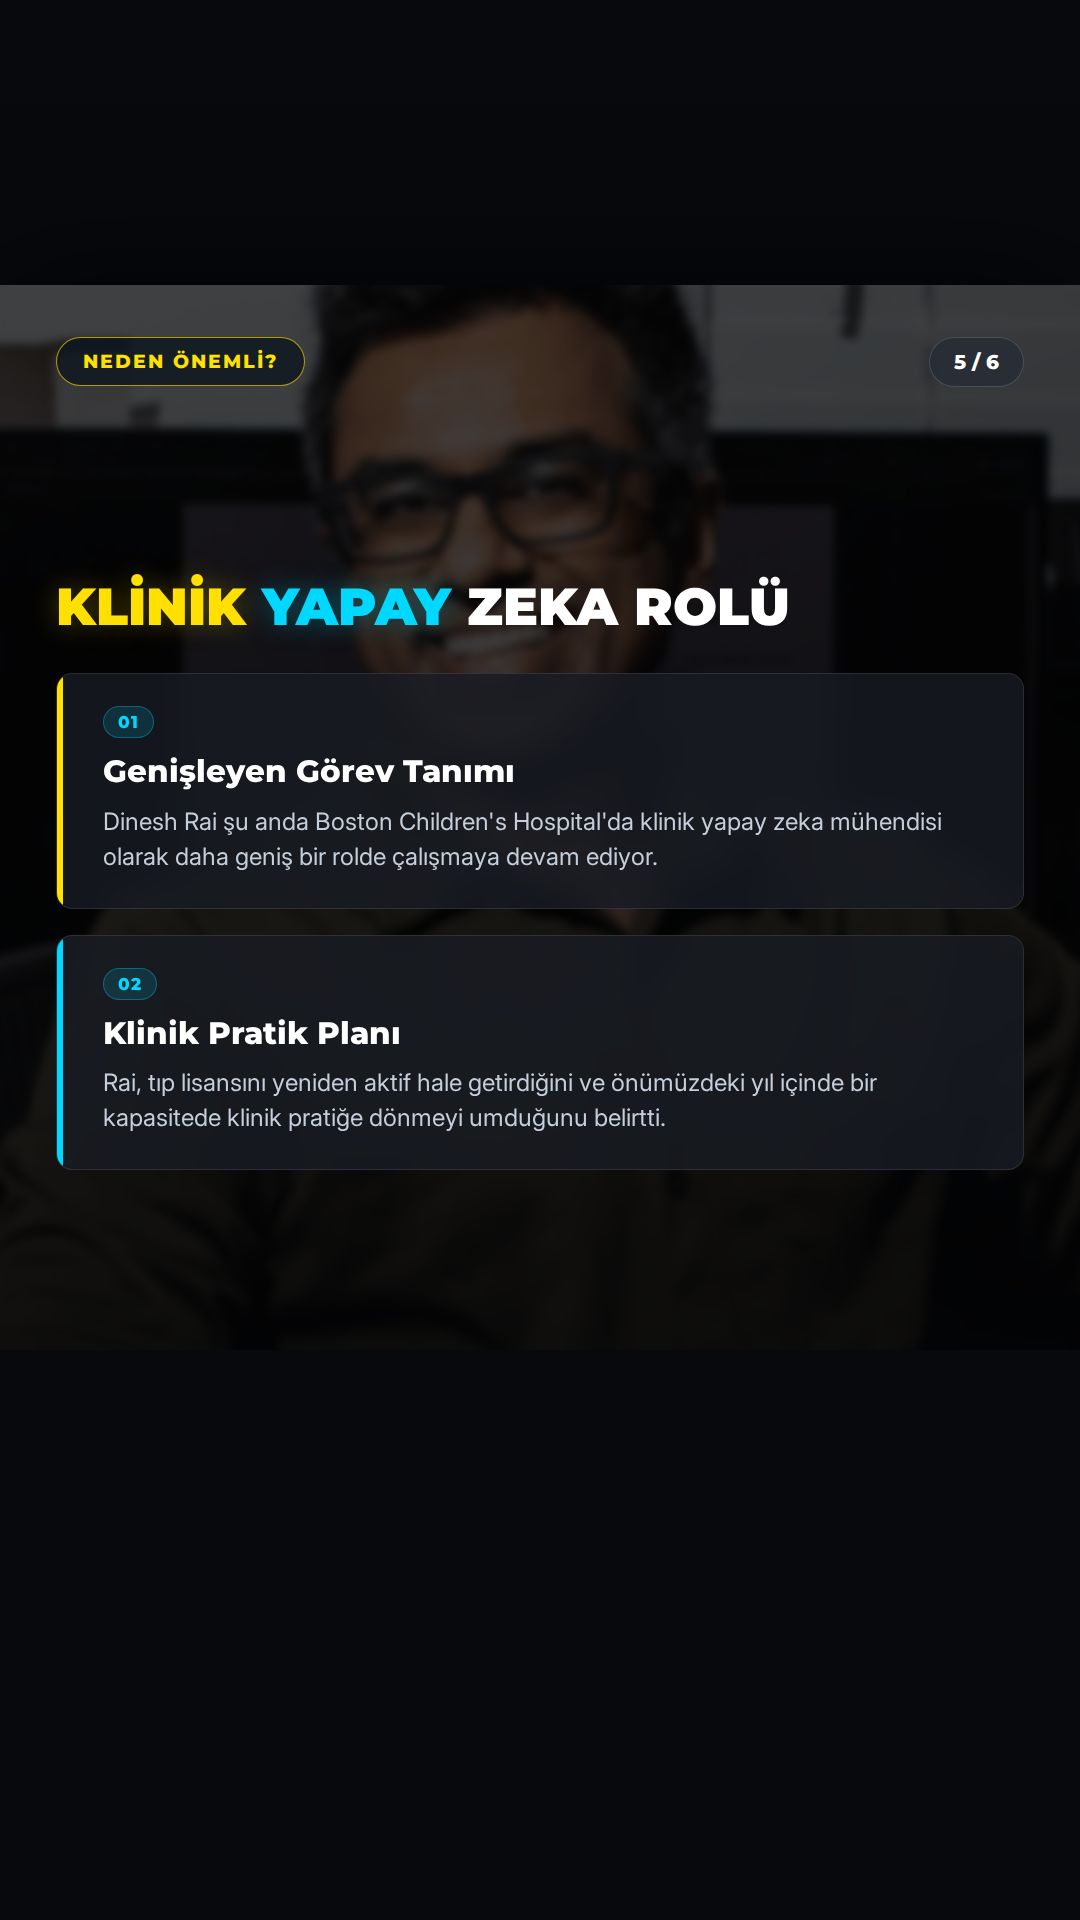 NEDEN ÖNEMLİ?
5 / 6
KLİNİK YAPAY ZEKA ROLÜ
01
Genişleyen Görev Tanımı
Dinesh Rai şu anda Boston Children's Hospital'da klinik yapay zeka mühendisi
olarak daha geniş bir rolde çalışmaya devam ediyor.
02
Klinik Pratik Planı
Rai, tıp lisansını yeniden aktif hale getirdiğini ve önümüzdeki yıl içinde bir
kapasitede klinik pratiğe dönmeyi umduğunu belirtti.